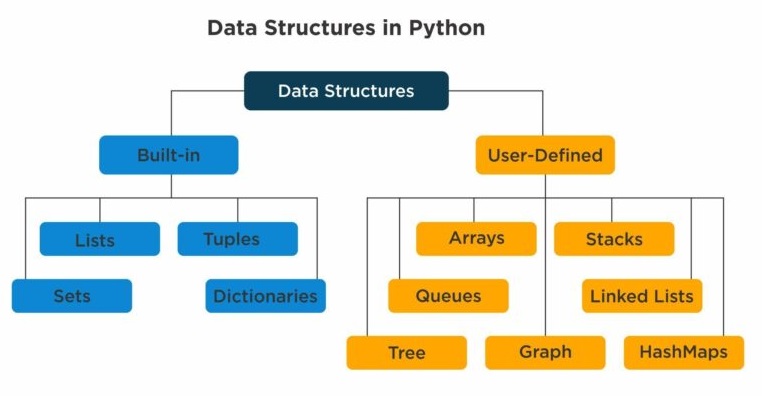 Data Structures in Python
Data Structures
Built-in
User-Defined
Lists
Tuples
Arrays
Stacks
Sets
Dictionaries
Queues
Linked Lists
Tree
Graph
HashMaps